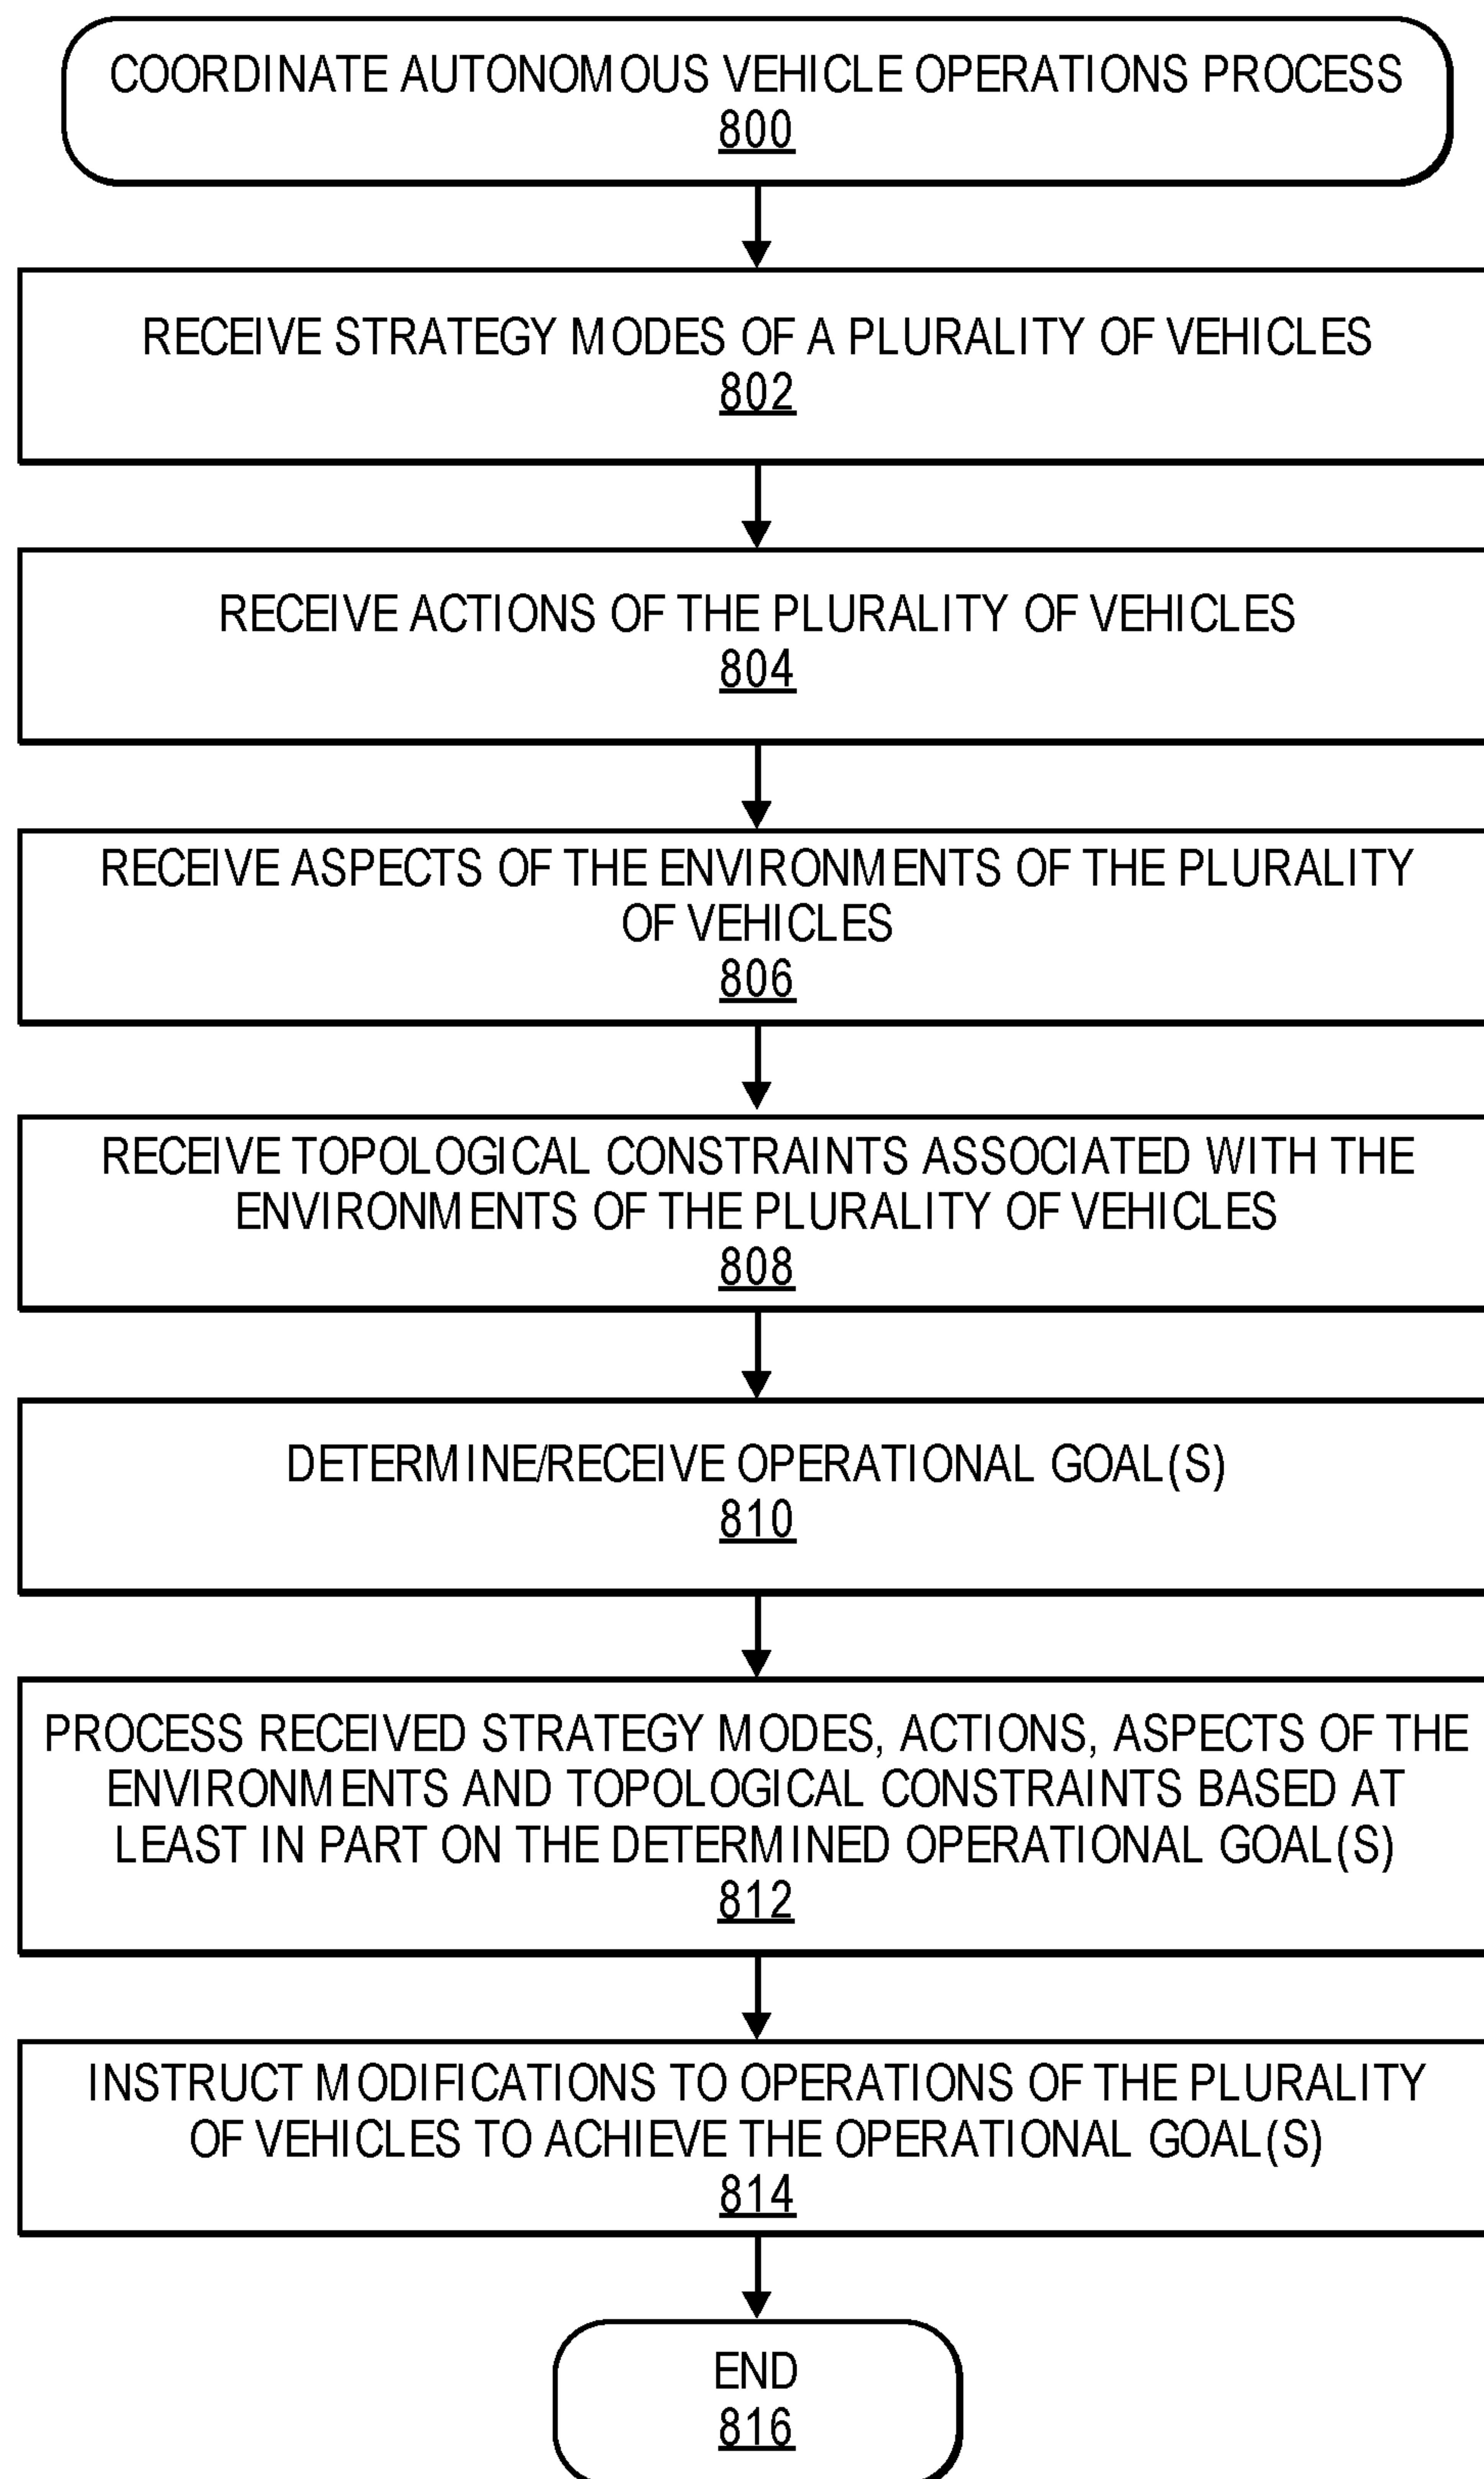 COORDINATE AUTONOMOUS VEHICLE OPERATIONS PROCESS
800
RECEIVE STRATEGY MODES OF A PLURALITY OF VEHICLES
802
RECEIVE ACTIONS OF THE PLURALITY OF VEHICLES
804
RECEIVE ASPECTS OF THE ENVIRONMENTS OF THE PLURALITY
OF VEHICLES
806
RECEIVE TOPOLOGICAL CONSTRAINTS ASSOCIATED WITH THE
ENVIRONMENTS OF THE PLURALITY OF VEHICLES
808
DETERMINE/RECEIVE OPERATIONAL GOAL(S)
810
PROCESS RECEIVED STRATEGY MODES, ACTIONS, ASPECTS OF THE
ENVIRONMENTS AND TOPOLOGICAL CONSTRAINTS BASED AT
LEAST IN PART ON THE DETERMINED OPERATIONAL GOAL(S)
812
INSTRUCT MODIFICATIONS TO OPERATIONS OF THE PLURALITY
OF VEHICLES TO ACHIEVE THE OPERATIONAL GOAL(S)
814
END
816